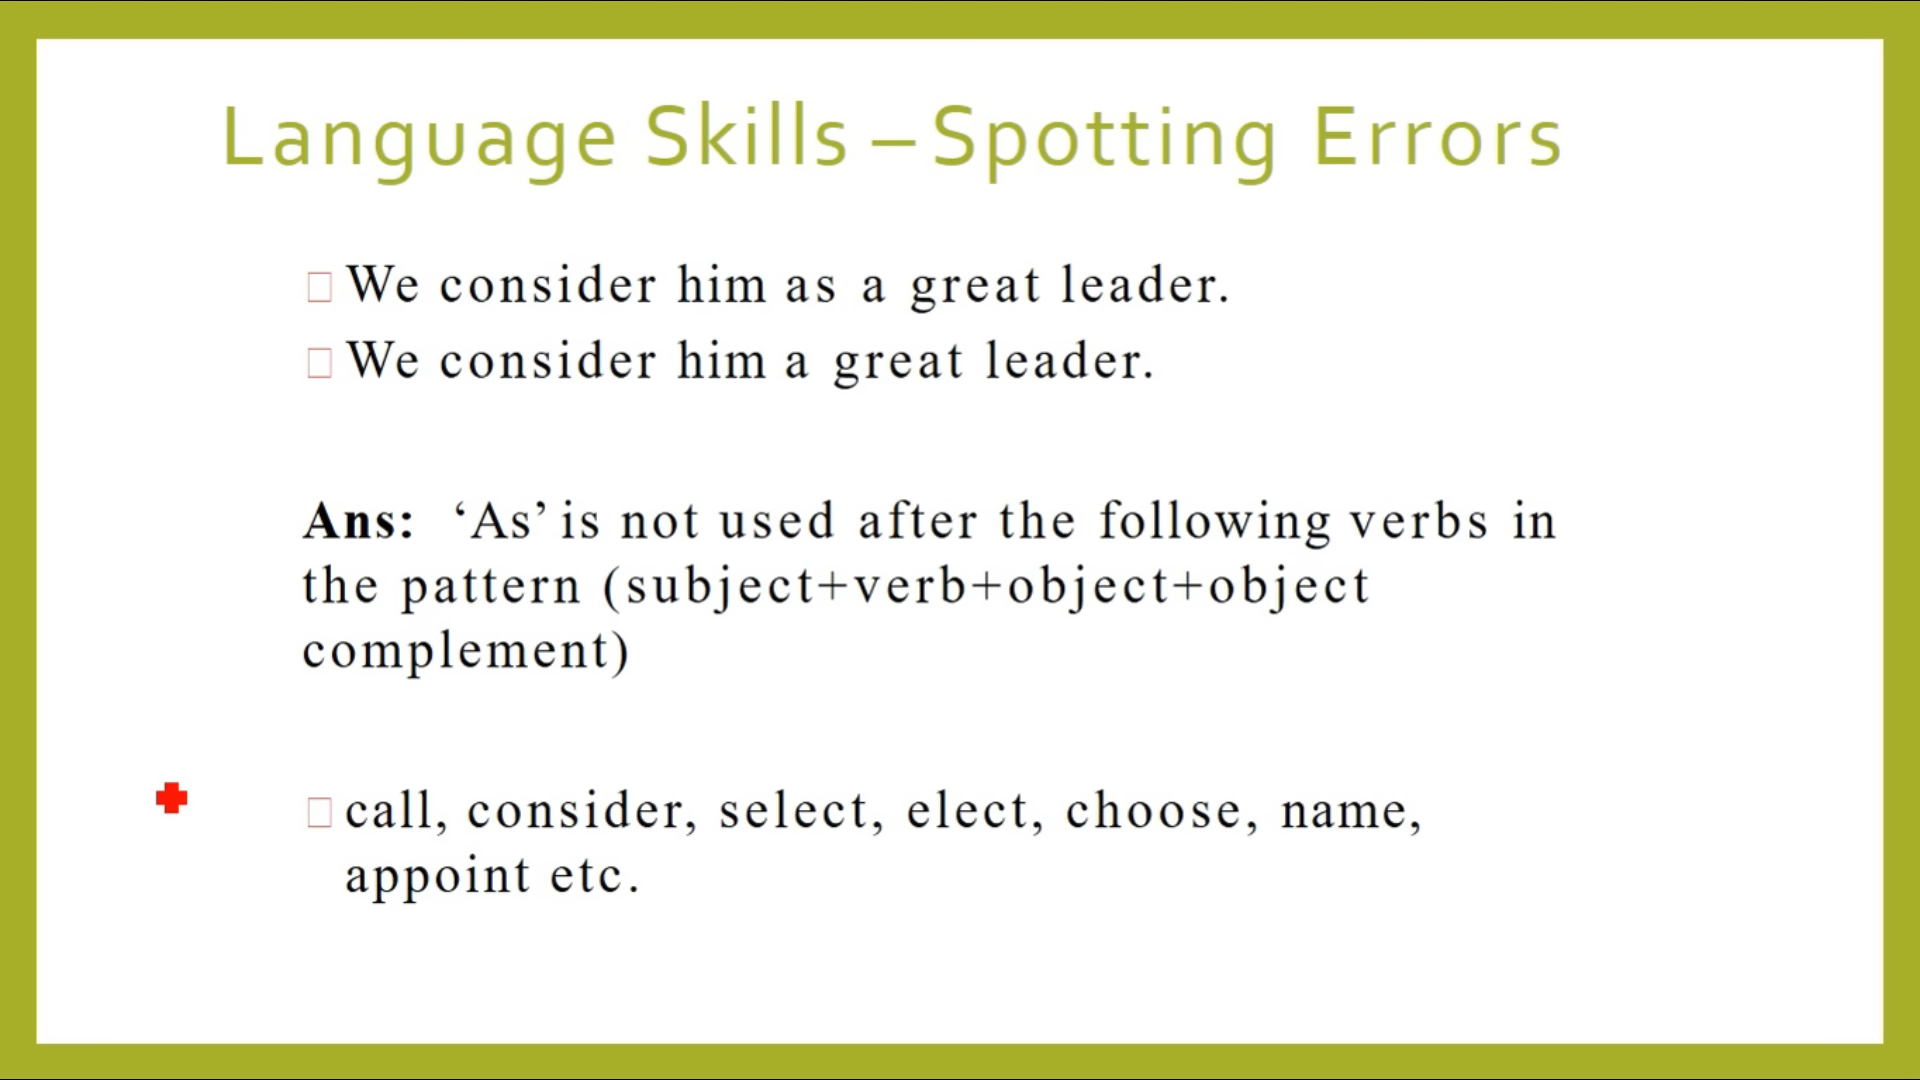 Language Skills – Spotting Errors
We consider him as a great leader.
We consider him a great leader.
Ans: ‘As’ is not used after the following verbs in
the pattern (subject+verb+object+object
complement)
call, consider, select, elect, choose, name,
appoint etc.